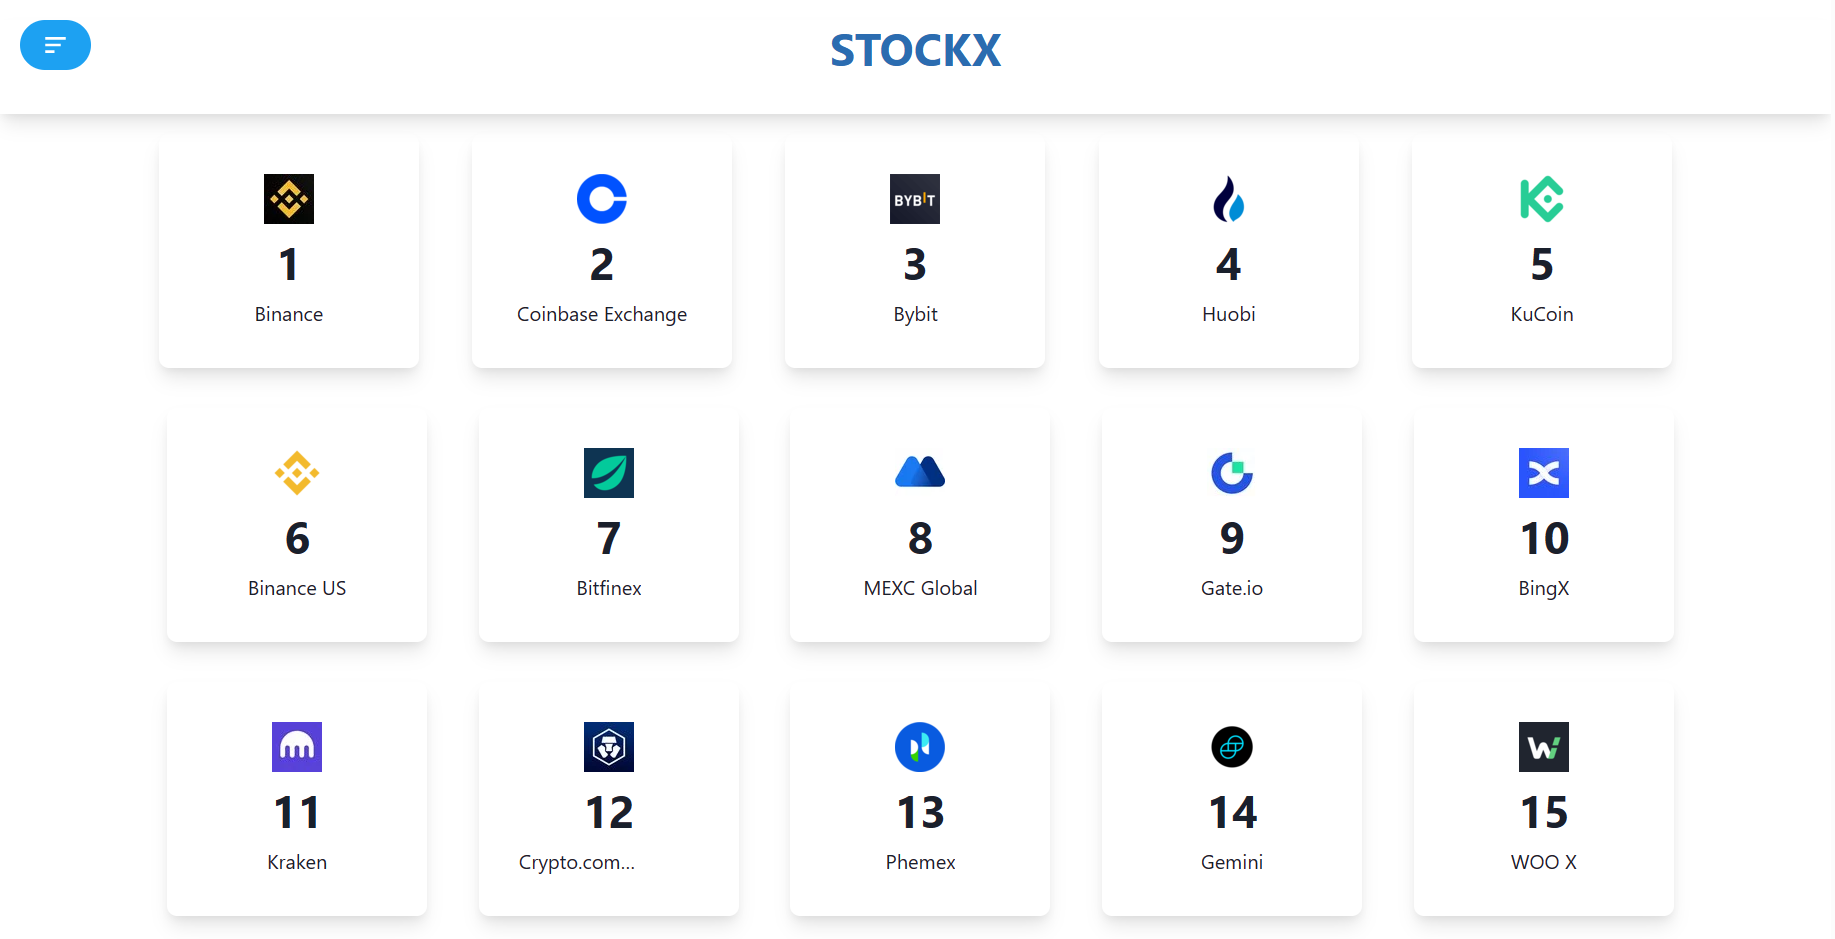 STOCKX
BYBIT
1
Binance
2
Coinbase Exchange
3
Bybit
4
Huobi
5
KuCoin
6
Binance US
7
Bitfinex
8
MEXC Global
9
Gate.io
10
BingX
11
Kraken
12
Crypto.com...
13
Phemex
14
Gemini
15
WOO X